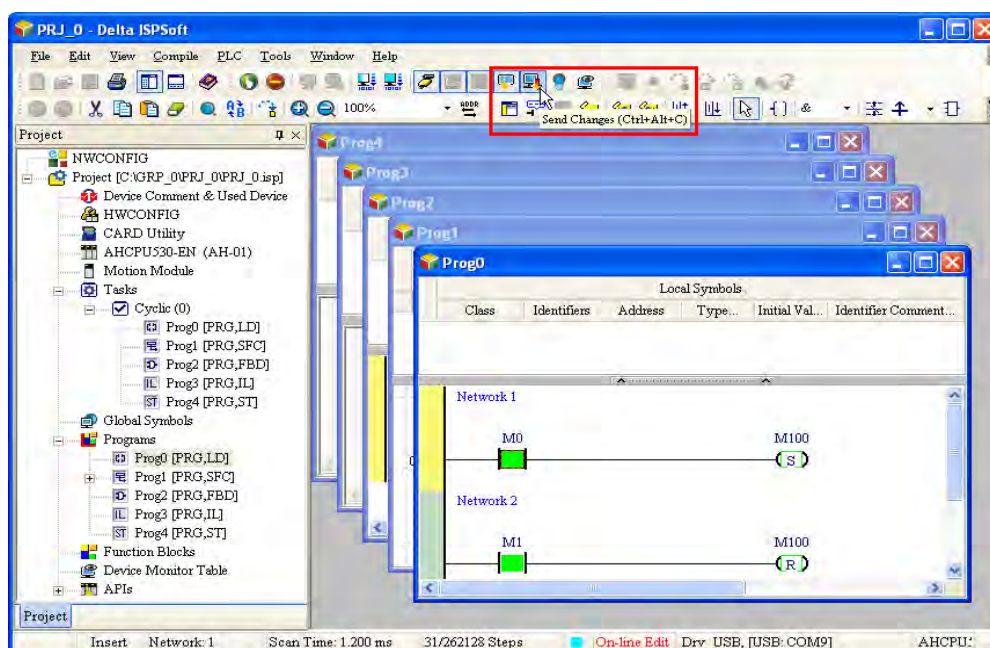 PRJ_0 - Delta ISPSoft
File Edit View Compile PLC Tools Window Help
100%
ADDR
&
Send Changes (Ctrl+Alt+C)
Project
NWCONFIG
Project [C:\GRP_0\PRJ_0\PRJ_0.isp]
Device Comment & Used Device
HWCONFIG
CARD Utility
AHCPU530-EN (AH-01)
Motion Module
Tasks
Cyclic (0)
Prog0 [PRG,LD]
Prog1 [PRG,SFC]
Prog2 [PRG,FBD]
IL Prog3 [PRG,IL]
ST Prog4 [PRG,ST]
Global Symbols
Programs
Prog0 [PRG,LD]
Prog1 [PRG,SFC]
Prog2 [PRG,FBD]
IL Prog3 [PRG,IL]
ST Prog4 [PRG,ST]
Function Blocks
Device Monitor Table
APIs
Project
Prog4
Prog3
Prog2
Prog1
Prog0
Local Symbols
Class Identifiers Address Type... Initial Val... Identifier Comment...
Network 1
M0 M100
S
Network 2
M1 M100
R
Insert Network: 1 Scan Time: 1.200 ms 31/262128 Steps On-line Edit Drv USB, [USB: COM9]